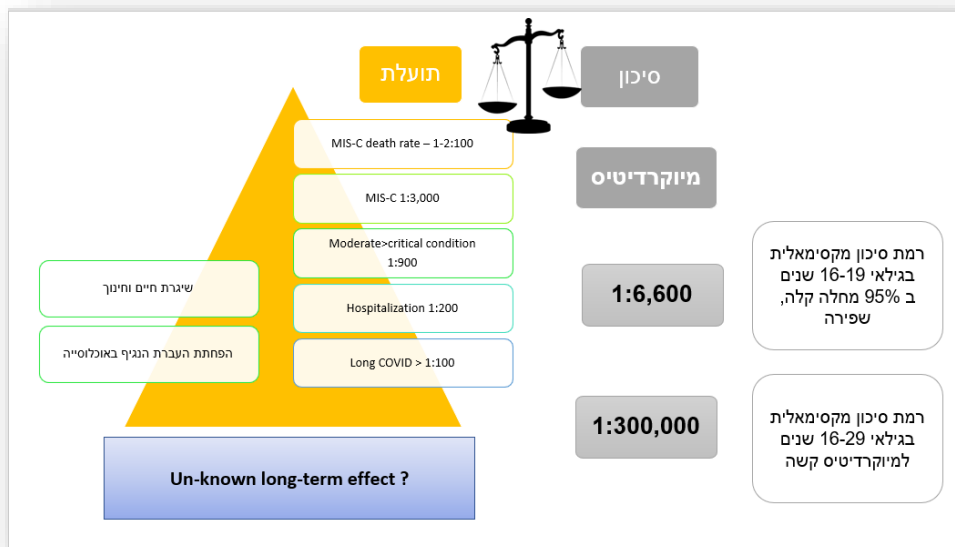 תועלת
סיכון
MIS-C death rate – 1-2:100
MIS-C 1:3,000
Moderate>critical condition
1:900
Hospitalization 1:200
Long COVID > 1:100
שיגרת חיים וחינוך
הפחתת העברת הנגיף באוכלוסייה
Un-known long-term effect ?
מיוקרדיטיס
1:6,600
רמת סיכון מקסימאלית
בגילאי 16-19 שנים
ב 95% מחלה קלה,
שפירה
1:300,000
רמת סיכון מקסימאלית
בגילאי 16-29 שנים
למיוקרדיטיס קשה